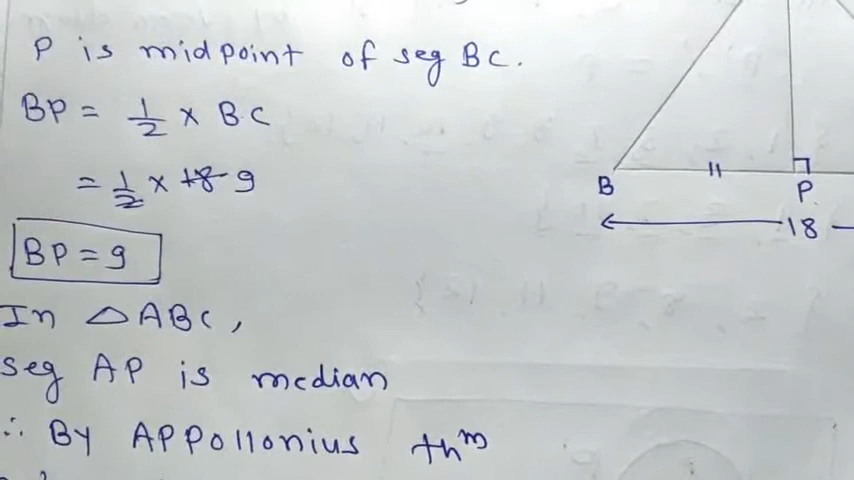 P is midpoint of seg BC.
BP = 1/2 × BC
= 1/2 × 18 9
BP = 9
In △ABC,
seg AP is median
∴ By APPollonius thm
B
P
18